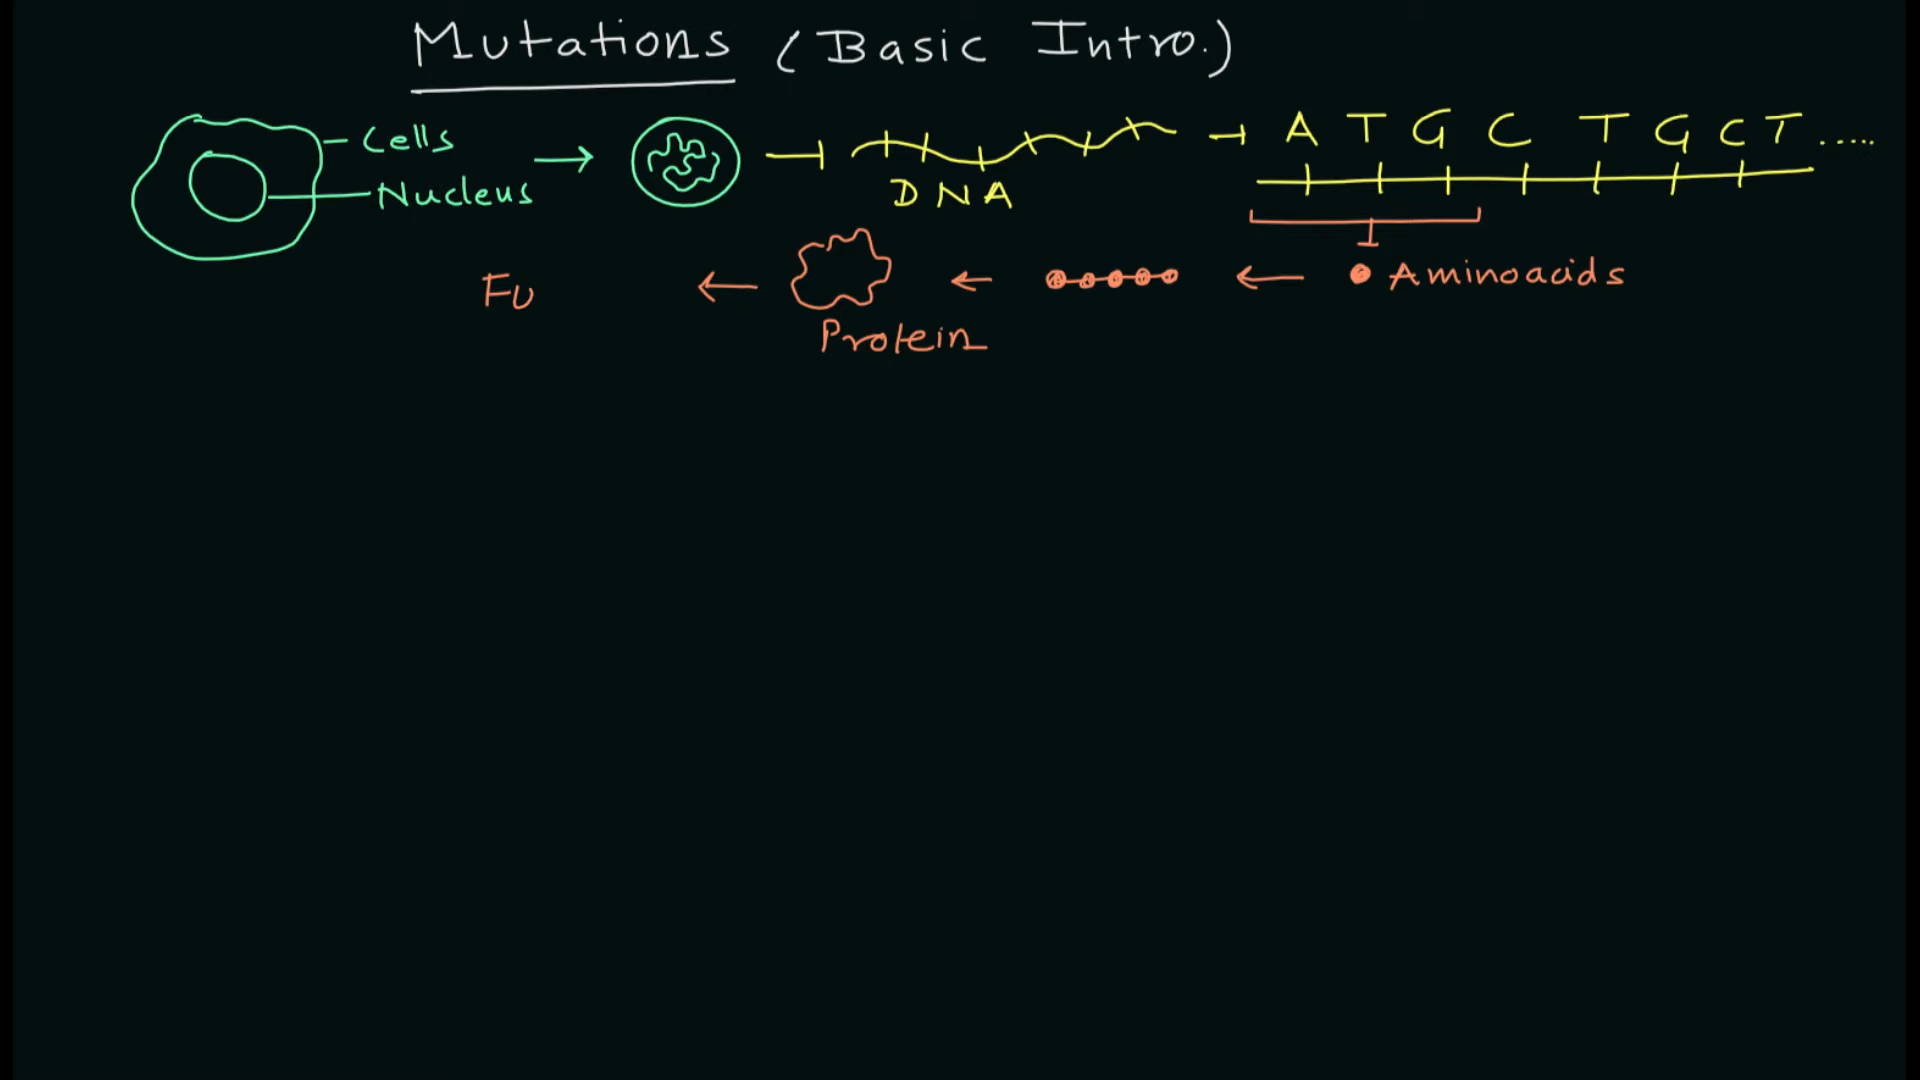 Mutations (Basic Intro.)
Cells
Nucleus
DNA
A T G C T G C T .....
Aminoacids
Protein
Fu